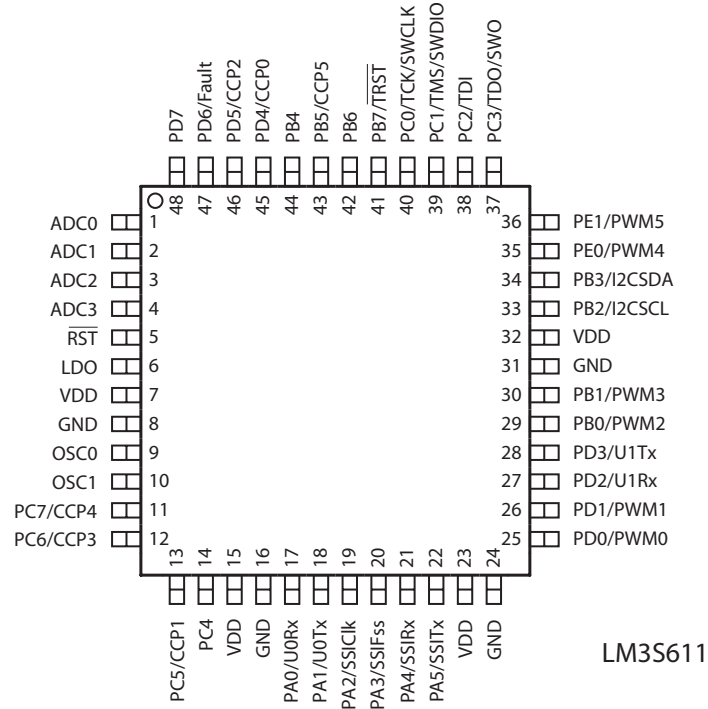 PD7
PD6/Fault
PD5/CCP2
PD4/CCP0
PB4
PB5/CCP5
PB6
PB7/TRST
PC0/TCK/SWCLK
PC1/TMS/SWDIO
PC2/TDI
PC3/TDO/SWO
48
47
46
45
44
43
42
41
40
39
38
37
ADC0 1
ADC1 2
ADC2 3
ADC3 4
RST 5
LDO 6
VDD 7
GND 8
OSC0 9
OSC1 10
PC7/CCP4 11
PC6/CCP3 12
36 PE1/PWM5
35 PE0/PWM4
34 PB3/I2CSDA
33 PB2/I2CSCL
32 VDD
31 GND
30 PB1/PWM3
29 PB0/PWM2
28 PD3/U1Tx
27 PD2/U1Rx
26 PD1/PWM1
25 PD0/PWM0
13
14
15
16
17
18
19
20
21
22
23
24
PC5/CCP1
PC4
VDD
GND
PA0/U0Rx
PA1/U0Tx
PA2/SSIClk
PA3/SSIFss
PA4/SSIRx
PA5/SSITx
VDD
GND
LM3S611